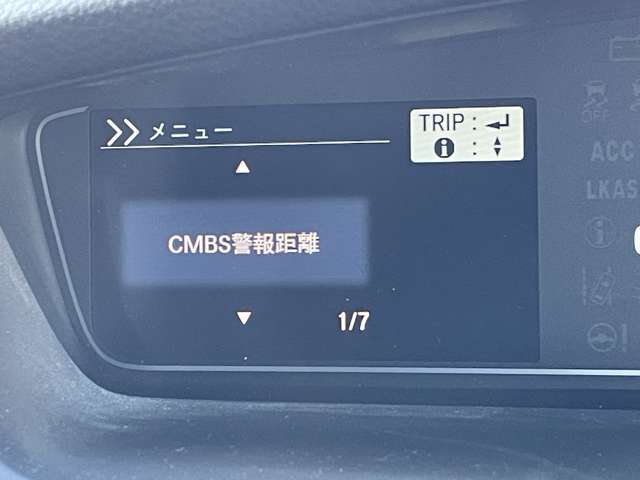 メニュー
TRIP : ↵
i : ▲▼
CMBS警報距離
1/7
OFF
ACC
LKAS